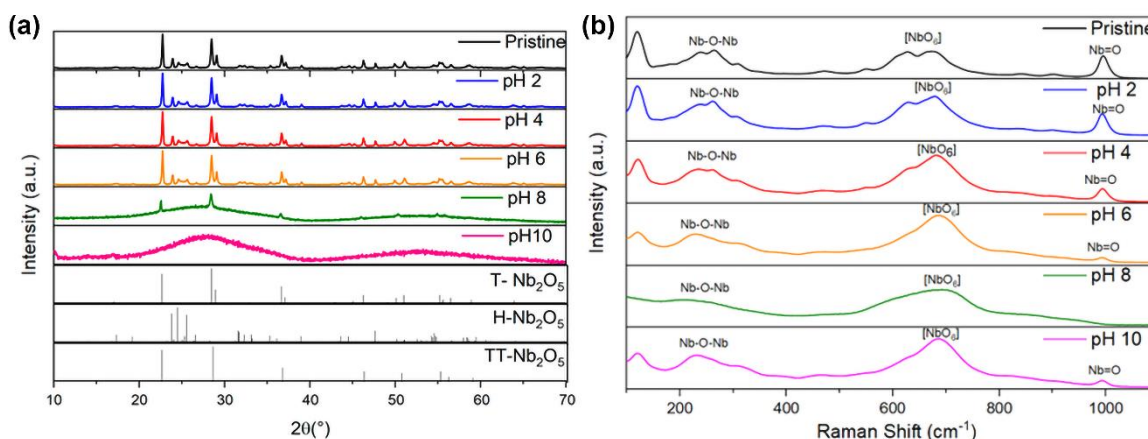 (a)
Pristine
pH 2
pH 4
pH 6
pH 8
pH10
T- Nb₂O₅
H-Nb₂O₅
TT-Nb₂O₅
Intensity (a.u.)
10 20 30 40 50 60 70
2θ(°)
(b)
Pristine
Nb-O-Nb [NbO₆] Nb=O
pH 2
Nb-O-Nb [NbO₆] Nb=O
pH 4
Nb-O-Nb [NbO₆] Nb=O
pH 6
Nb-O-Nb [NbO₆] Nb=O
pH 8
Nb-O-Nb [NbO₆]
pH 10
Nb-O-Nb [NbO₆] Nb=O
Intensity (a.u.)
200 400 600 800 1000
Raman Shift (cm⁻¹)